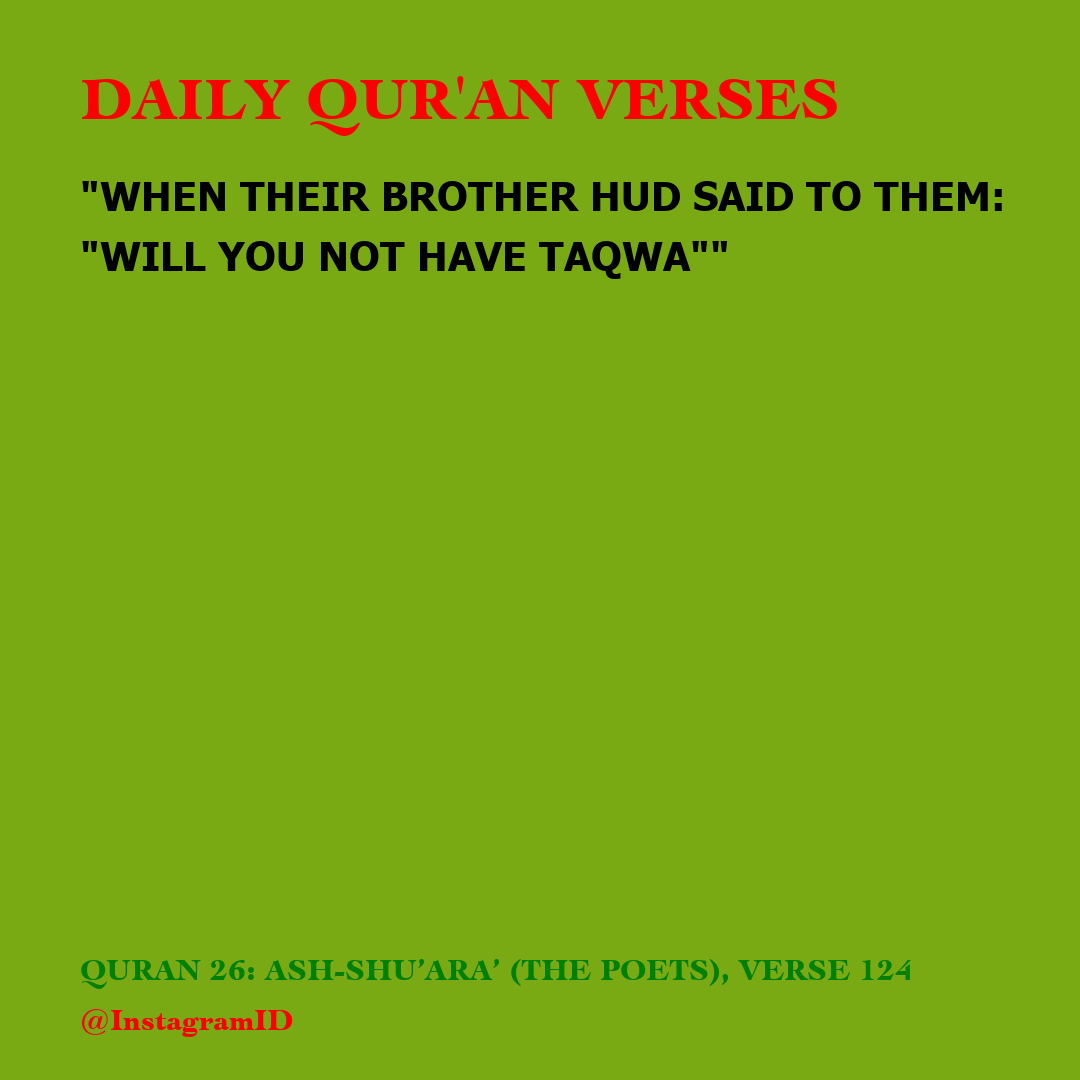 DAILY QUR'AN VERSES
"WHEN THEIR BROTHER HUD SAID TO THEM:
"WILL YOU NOT HAVE TAQWA""
QURAN 26: ASH-SHU’ARA’ (THE POETS), VERSE 124
@InstagramID